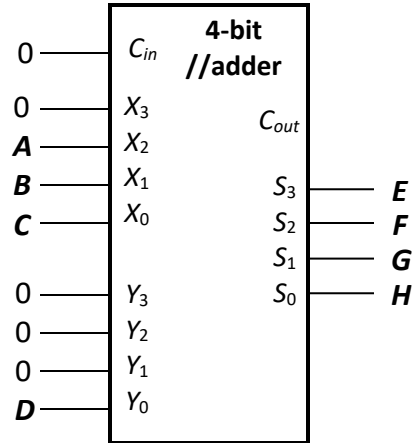 4-bit
0 C_in //adder
0 X_3
C_out
A X_2
B X_1 S_3 E
C X_0 S_2 F
S_1 G
0 Y_3 S_0 H
0 Y_2
0 Y_1
D Y_0